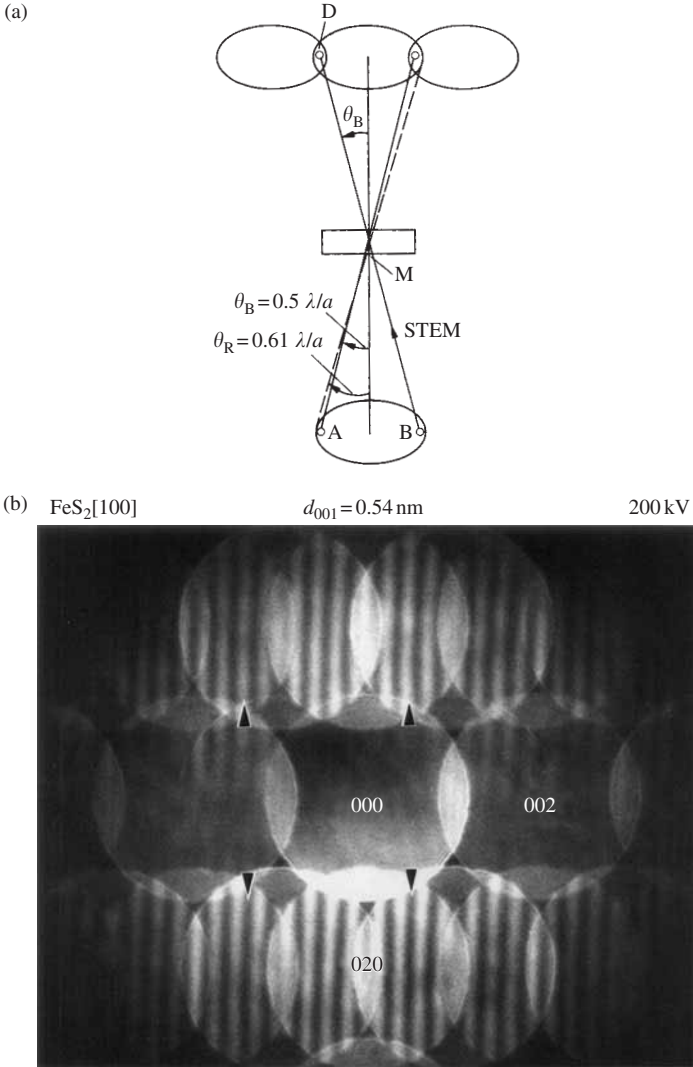 (a)
D
θB
M
θB = 0.5 λ/a
STEM
θR = 0.61 λ/a
A
B
(b) FeS2[100] d001 = 0.54 nm 200 kV
000
002
020